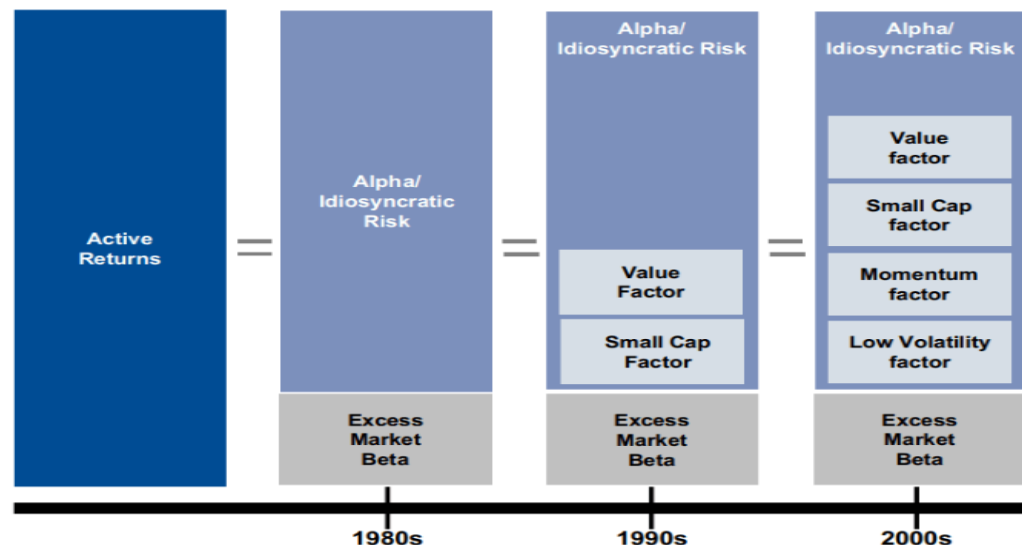 Active
Returns
=
Alpha/
Idiosyncratic
Risk
Excess
Market
Beta
=
Alpha/
Idiosyncratic Risk
Value
Factor
Small Cap
Factor
Excess
Market
Beta
=
Alpha/
Idiosyncratic Risk
Value
factor
Small Cap
factor
Momentum
factor
Low Volatility
factor
Excess
Market
Beta
1980s
1990s
2000s